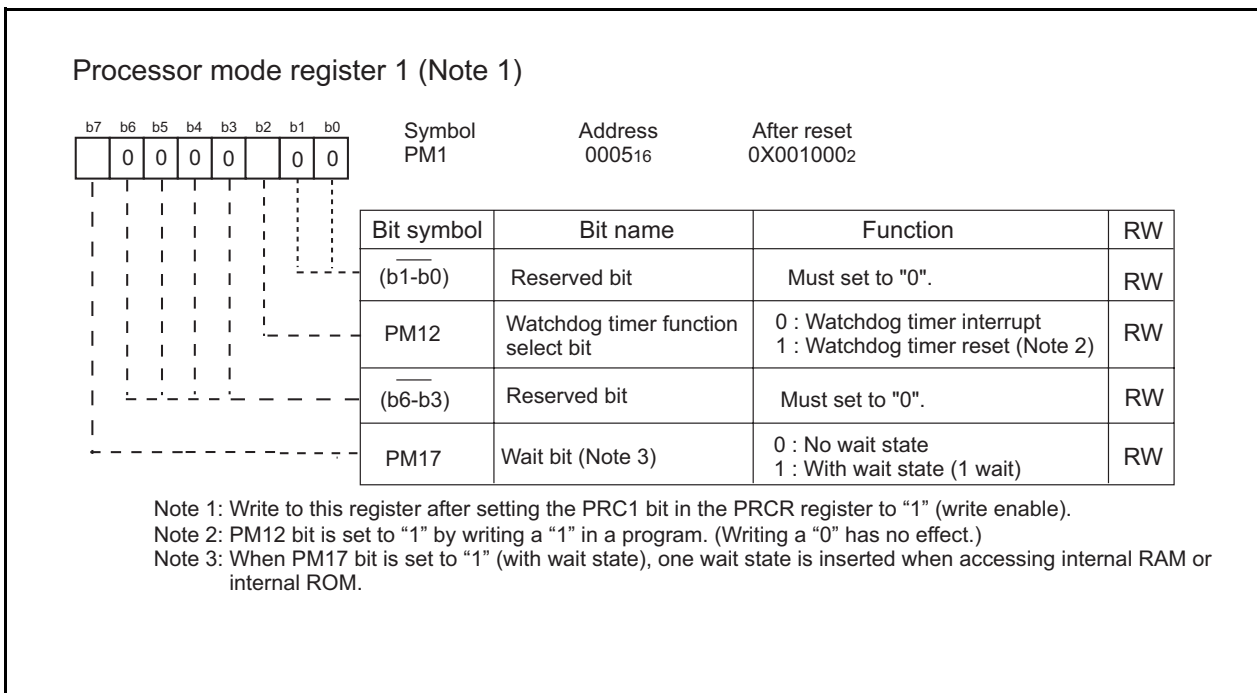 Processor mode register 1 (Note 1)
b7 b6 b5 b4 b3 b2 b1 b0
0 0 0 0 0 0
Symbol Address After reset
PM1 000516 0X0010002
Bit symbol Bit name Function RW
(b1-b0) Reserved bit Must set to "0". RW
PM12 Watchdog timer function select bit 0 : Watchdog timer interrupt
1 : Watchdog timer reset (Note 2) RW
(b6-b3) Reserved bit Must set to "0". RW
PM17 Wait bit (Note 3) 0 : No wait state
1 : With wait state (1 wait) RW
Note 1: Write to this register after setting the PRC1 bit in the PRCR register to “1” (write enable).
Note 2: PM12 bit is set to “1” by writing a “1” in a program. (Writing a “0” has no effect.)
Note 3: When PM17 bit is set to “1” (with wait state), one wait state is inserted when accessing internal RAM or
internal ROM.